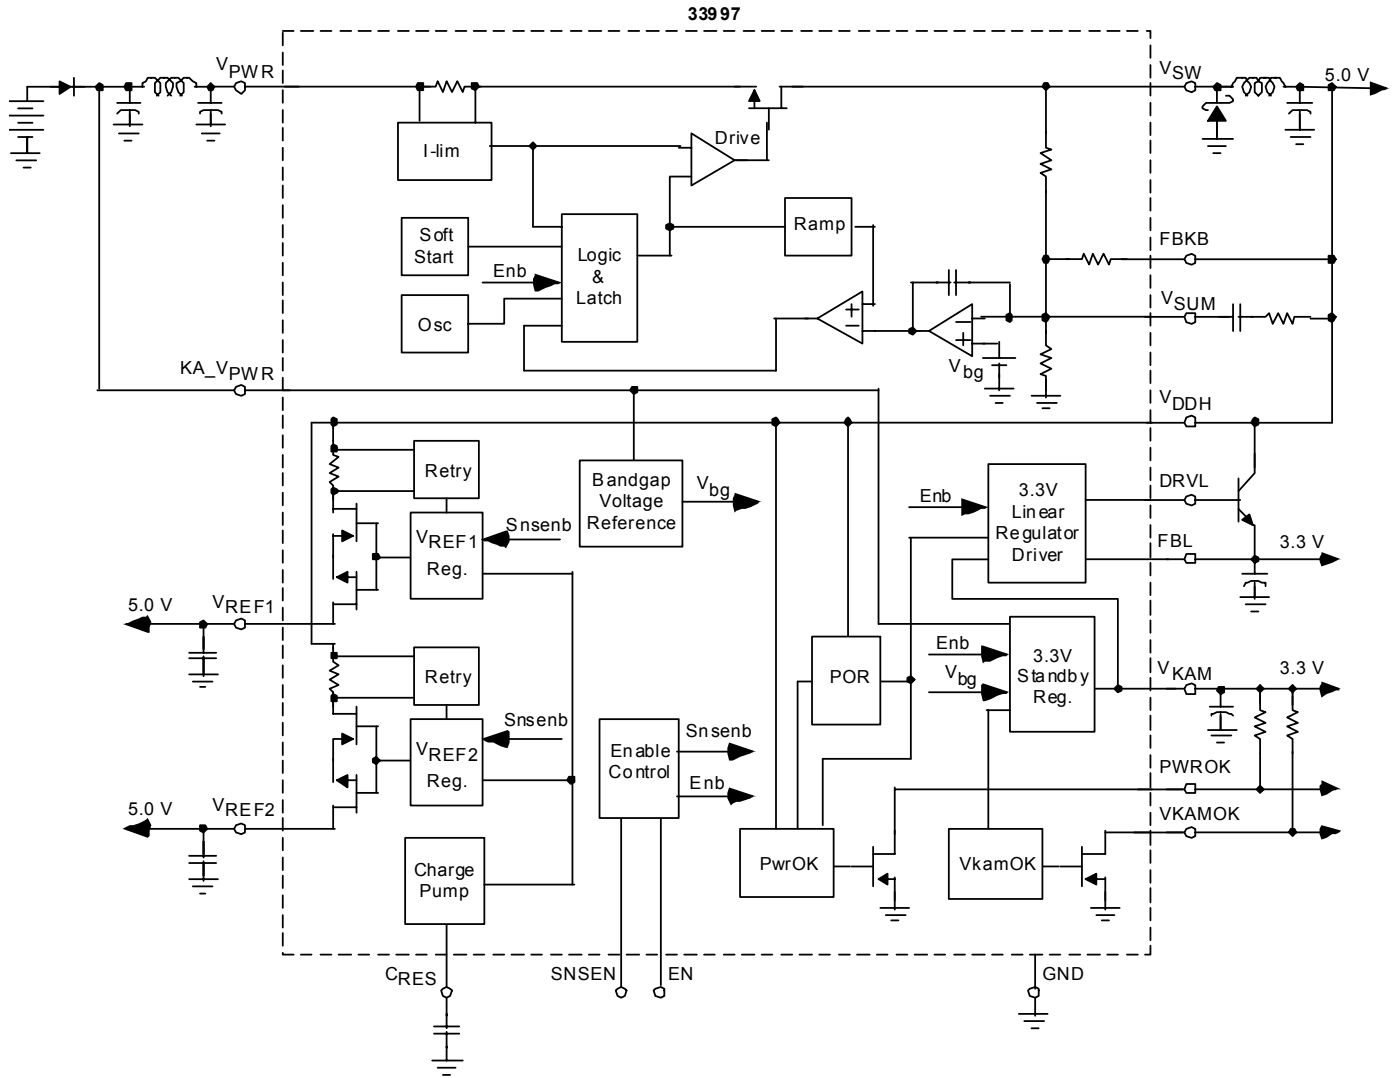 33997
VPWR
VSW
5.0 V
I-lim
Drive
Soft
Start
Enb
Osc
Logic
&
Latch
Ramp
+
−
−
+
Vbg
FBKB
VSUM
KA_VPWR
VDDH
Retry
VREF1
Reg.
Snsenb
Bandgap
Voltage
Reference
Vbg
Enb
3.3V
Linear
Regulator
Driver
DRVL
FBL
3.3 V
5.0 V
VREF1
Retry
VREF2
Reg.
Snsenb
5.0 V
VREF2
Enable
Control
Snsenb
Enb
POR
Enb
Vbg
3.3V
Standby
Reg.
VKAM
3.3 V
PWROK
VKAMOK
PwrOK
VkamOK
Charge
Pump
CRES
SNSEN
EN
GND